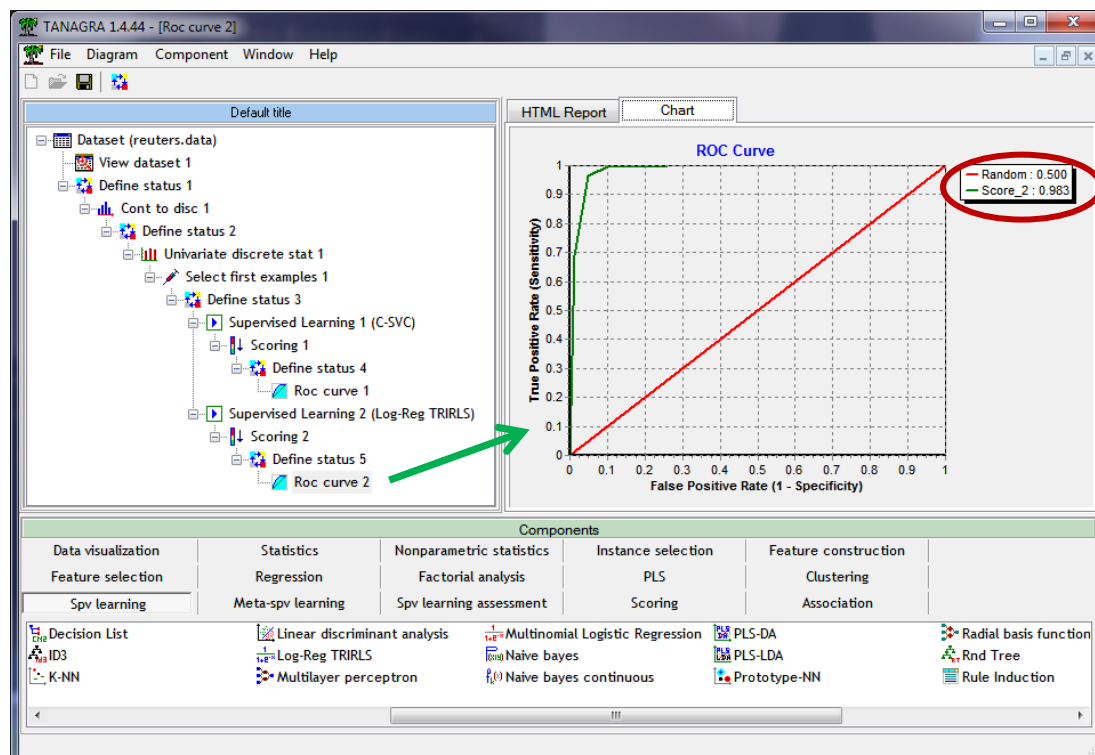 TANAGRA 1.4.44 - [Roc curve 2]
File Diagram Component Window Help
Default title
Dataset (reuters.data)
View dataset 1
Define status 1
Cont to disc 1
Define status 2
Univariate discrete stat 1
Select first examples 1
Define status 3
Supervised Learning 1 (C-SVC)
Scoring 1
Define status 4
Roc curve 1
Supervised Learning 2 (Log-Reg TRIRLS)
Scoring 2
Define status 5
Roc curve 2
HTML Report Chart
ROC Curve
Random : 0.500
Score_2 : 0.983
True Positive Rate (Sensitivity)
1
0.9
0.8
0.7
0.6
0.5
0.4
0.3
0.2
0.1
0
0 0.1 0.2 0.3 0.4 0.5 0.6 0.7 0.8 0.9 1
False Positive Rate (1 - Specificity)
Components
Data visualization Statistics Nonparametric statistics Instance selection Feature construction
Feature selection Regression Factorial analysis PLS Clustering
Spv learning Meta-spv learning Spv learning assessment Scoring Association
Decision List Linear discriminant analysis Multinomial Logistic Regression PLS-DA Radial basis function
ID3 Log-Reg TRIRLS Naive bayes PLS-LDA Rnd Tree
K-NN Multilayer perceptron Naive bayes continuous Prototype-NN Rule Induction